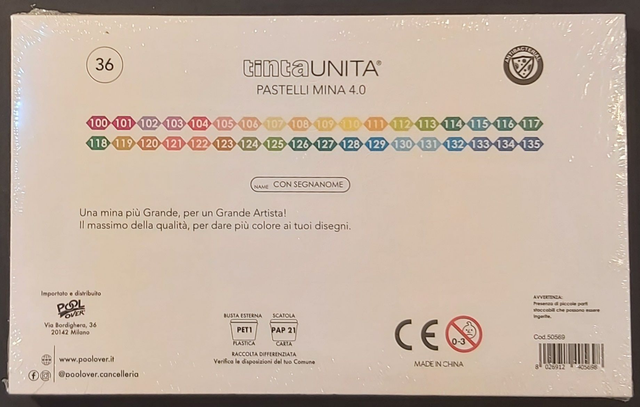 36
tintaUNITA®
PASTELLI MINA 4.0
ANTIBACTERIAL
100 101 102 103 104 105 106 107 108 109 110 111 112 113 114 115 116 117
118 119 120 121 122 123 124 125 126 127 128 129 130 131 132 133 134 135
NAME CON SEGNANOME
Una mina più Grande, per un Grande Artista!
Il massimo della qualità, per dare più colore ai tuoi disegni.
Importato e distribuito
POOL OVER
Via Bordighera, 36
20142 Milano
www.poolover.it
@poolover.cancelleria
BUSTA ESTERNA
PET1
PLASTICA
SCATOLA
PAP 21
CARTA
RACCOLTA DIFFERENZIATA
Verifica le disposizioni del tuo Comune
CE
0-3
MADE IN CHINA
AVVERTENZA:
Presenza di piccole parti
staccabili che possono essere
ingerite.
Cod.50569
8 026912 405698